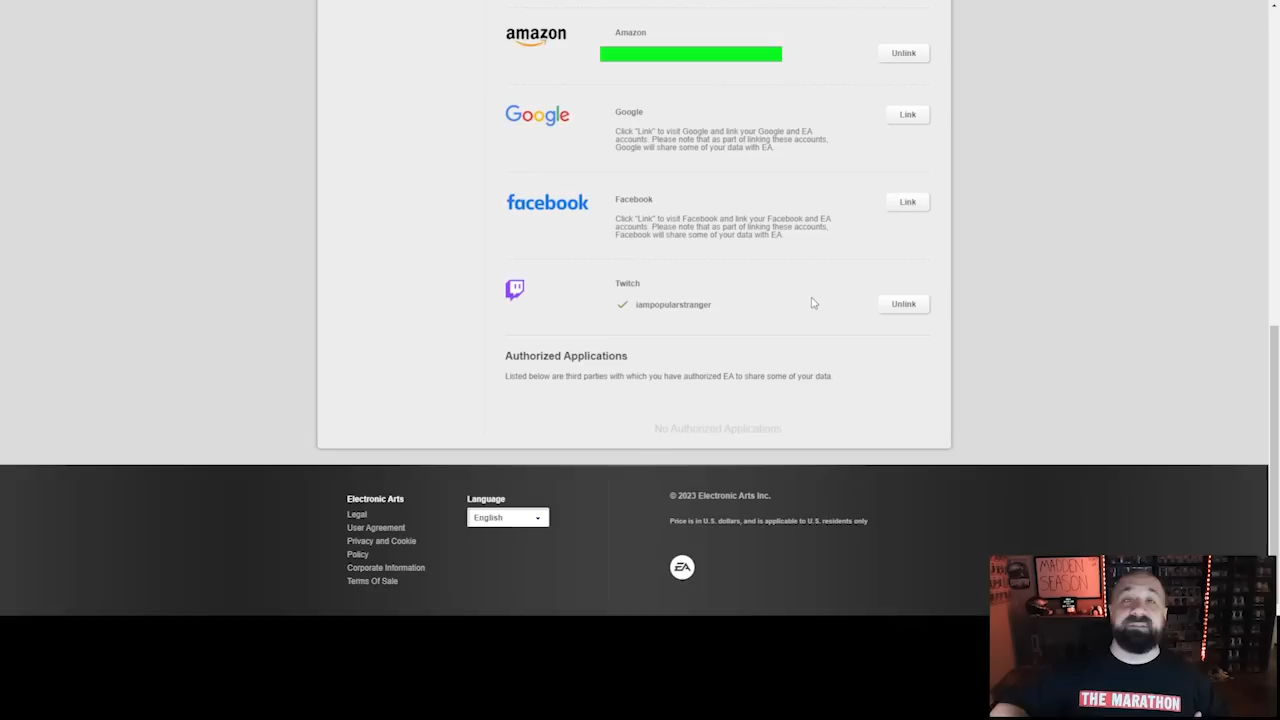 amazon
Amazon
Unlink
Google
Google
Link
Click "Link" to visit Google and link your Google and EA
accounts. Please note that as part of linking these accounts,
Google will share some of your data with EA.
facebook
Facebook
Link
Click "Link" to visit Facebook and link your Facebook and EA
accounts. Please note that as part of linking these accounts,
Facebook will share some of your data with EA.
Twitch
iampopularstranger
Unlink
Authorized Applications
Listed below are third parties with which you have authorized EA to share some of your data.
No Authorized Applications
Electronic Arts
Legal
User Agreement
Privacy and Cookie
Policy
Corporate Information
Terms Of Sale
Language
English
© 2023 Electronic Arts Inc.
Price is in U.S. dollars, and is applicable to U.S. residents only
EA
MADDEN
SEASON
THE MARATHON